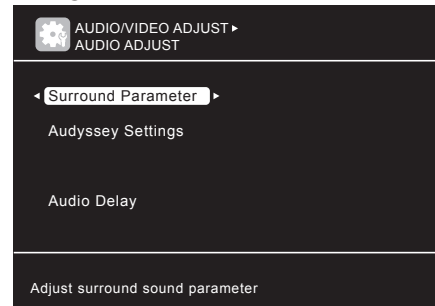 AUDIO/VIDEO ADJUST ▸
AUDIO ADJUST
◂ Surround Parameter ▸
Audyssey Settings
Audio Delay
Adjust surround sound parameter